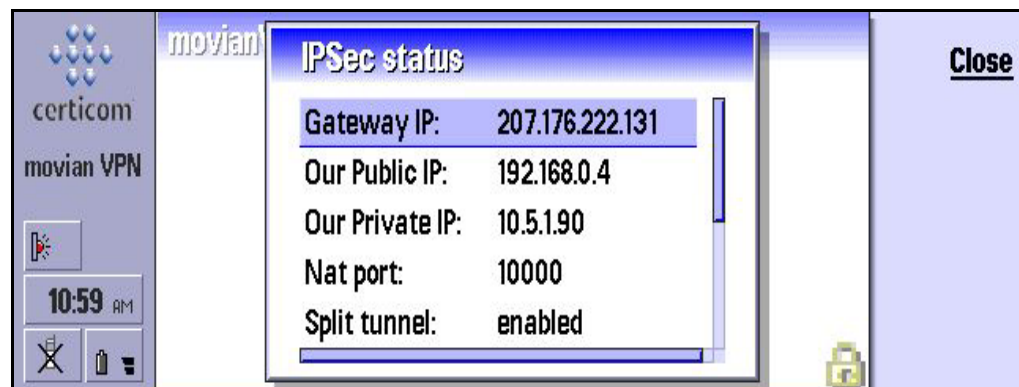 certicom
movian VPN
10:59 AM
movian
IPSec status
Gateway IP: 207.176.222.131
Our Public IP: 192.168.0.4
Our Private IP: 10.5.1.90
Nat port: 10000
Split tunnel: enabled
Close